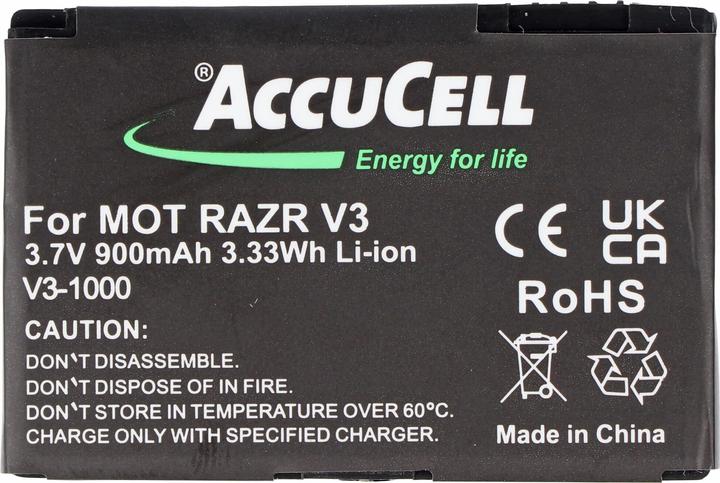 ® ACCUCELL
Energy for life
For MOT RAZR V3
3.7V 900mAh 3.33Wh Li-ion
V3-1000
CE UK CA
RoHS
CAUTION:
DON'T DISASSEMBLE.
DON'T DISPOSE OF IN FIRE.
DON'T STORE IN TEMPERATURE OVER 60°C.
CHARGE ONLY WITH SPECIFIED CHARGER.
Made in China